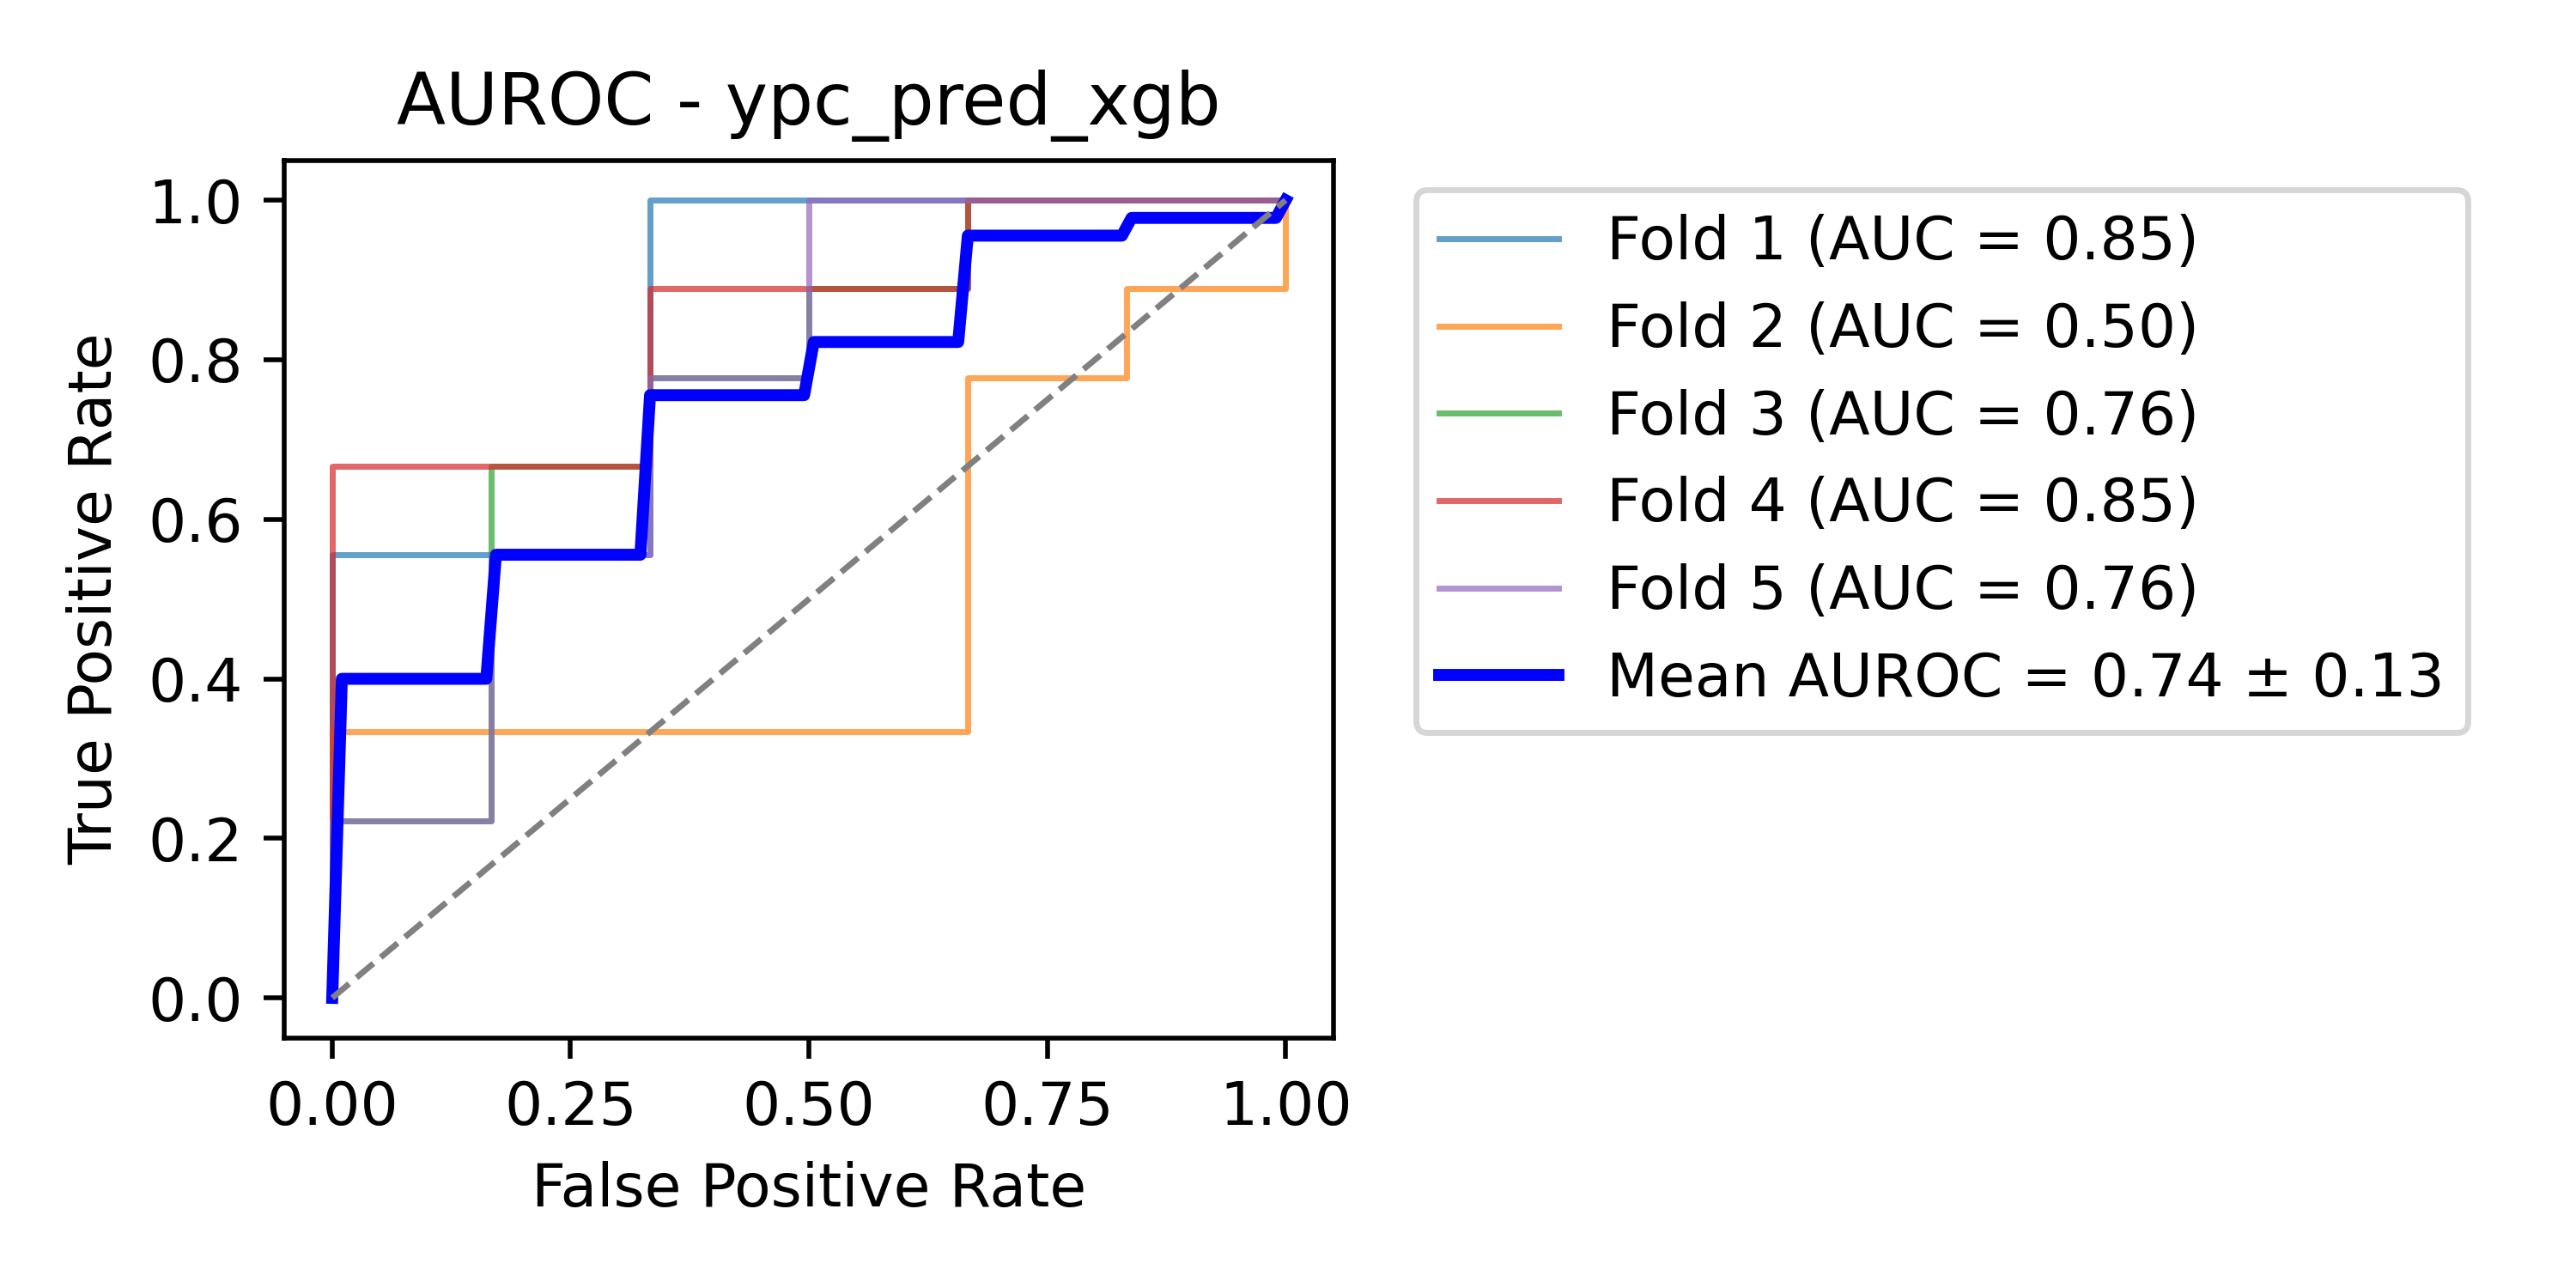 AUROC - ypc_pred_xgb
True Positive Rate
1.0
0.8
0.6
0.4
0.2
0.0
0.00 0.25 0.50 0.75 1.00
False Positive Rate
Fold 1 (AUC = 0.85)
Fold 2 (AUC = 0.50)
Fold 3 (AUC = 0.76)
Fold 4 (AUC = 0.85)
Fold 5 (AUC = 0.76)
Mean AUROC = 0.74 ± 0.13